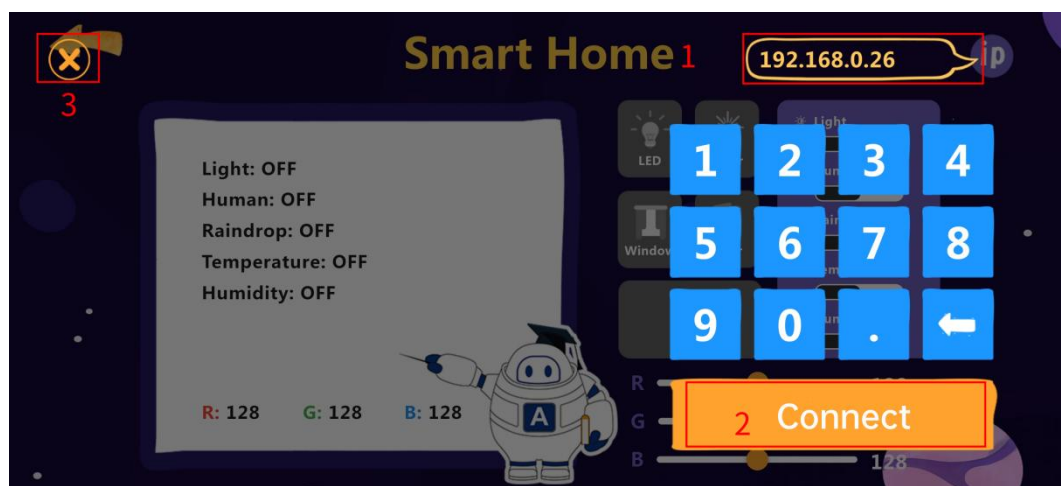 Smart Home
1
192.168.0.26
ip
3
Light: OFF
Human: OFF
Raindrop: OFF
Temperature: OFF
Humidity: OFF
R: 128 G: 128 B: 128
A
LED
Window
Light
1 2 3 4
5 6 7 8
9 0 .
2 Connect
R
G
B 128